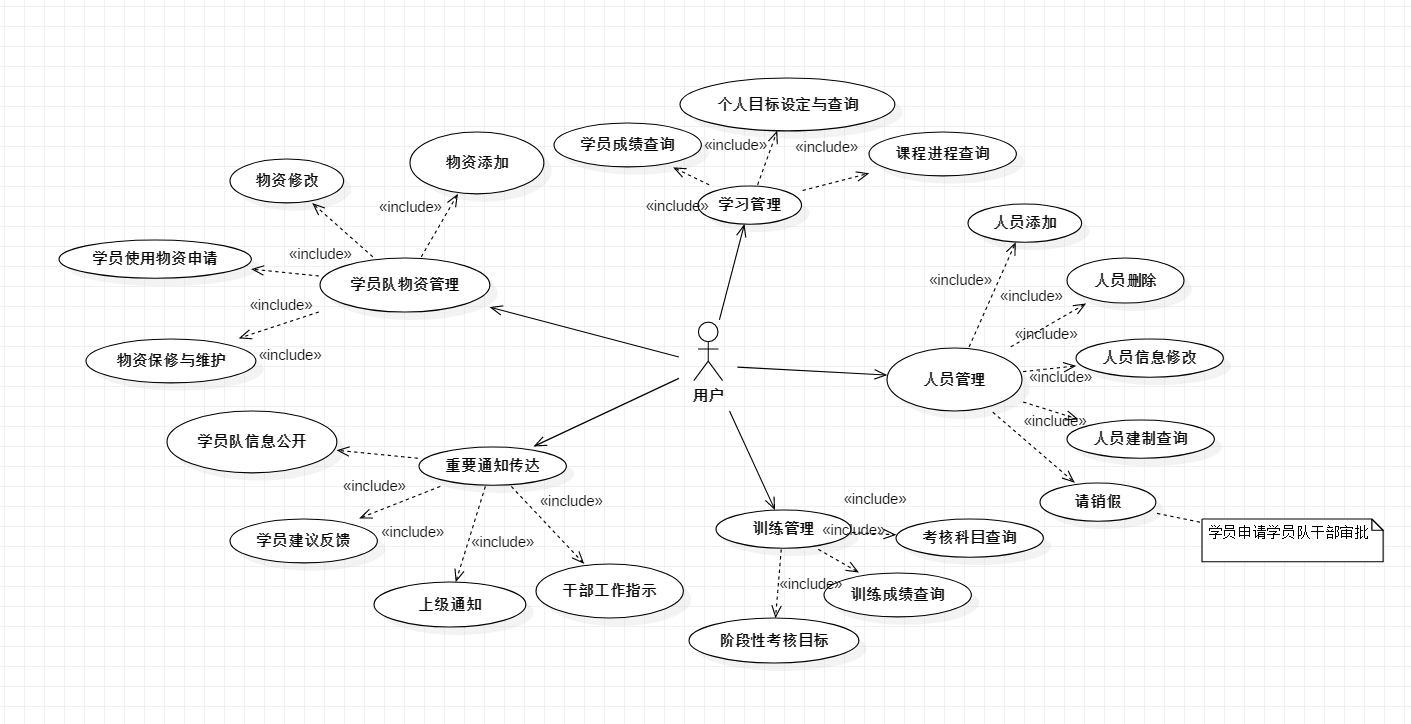 个人目标设定与查询
学员成绩查询
«include»
«include»
课程进程查询
物资添加
物资修改
«include»
«include»
学习管理
人员添加
«include»
学员使用物资申请
学员队物资管理
«include»
人员删除
«include»
«include»
«include»
物资保修与维护
«include»
人员信息修改
人员管理
«include»
用户
«include»
人员建制查询
学员队信息公开
重要通知传达
«include»
«include»
请销假
«include»
学员申请学员队干部审批
学员建议反馈
«include»
«include»
训练管理
«include»
考核科目查询
上级通知
干部工作指示
«include»
训练成绩查询
阶段性考核目标